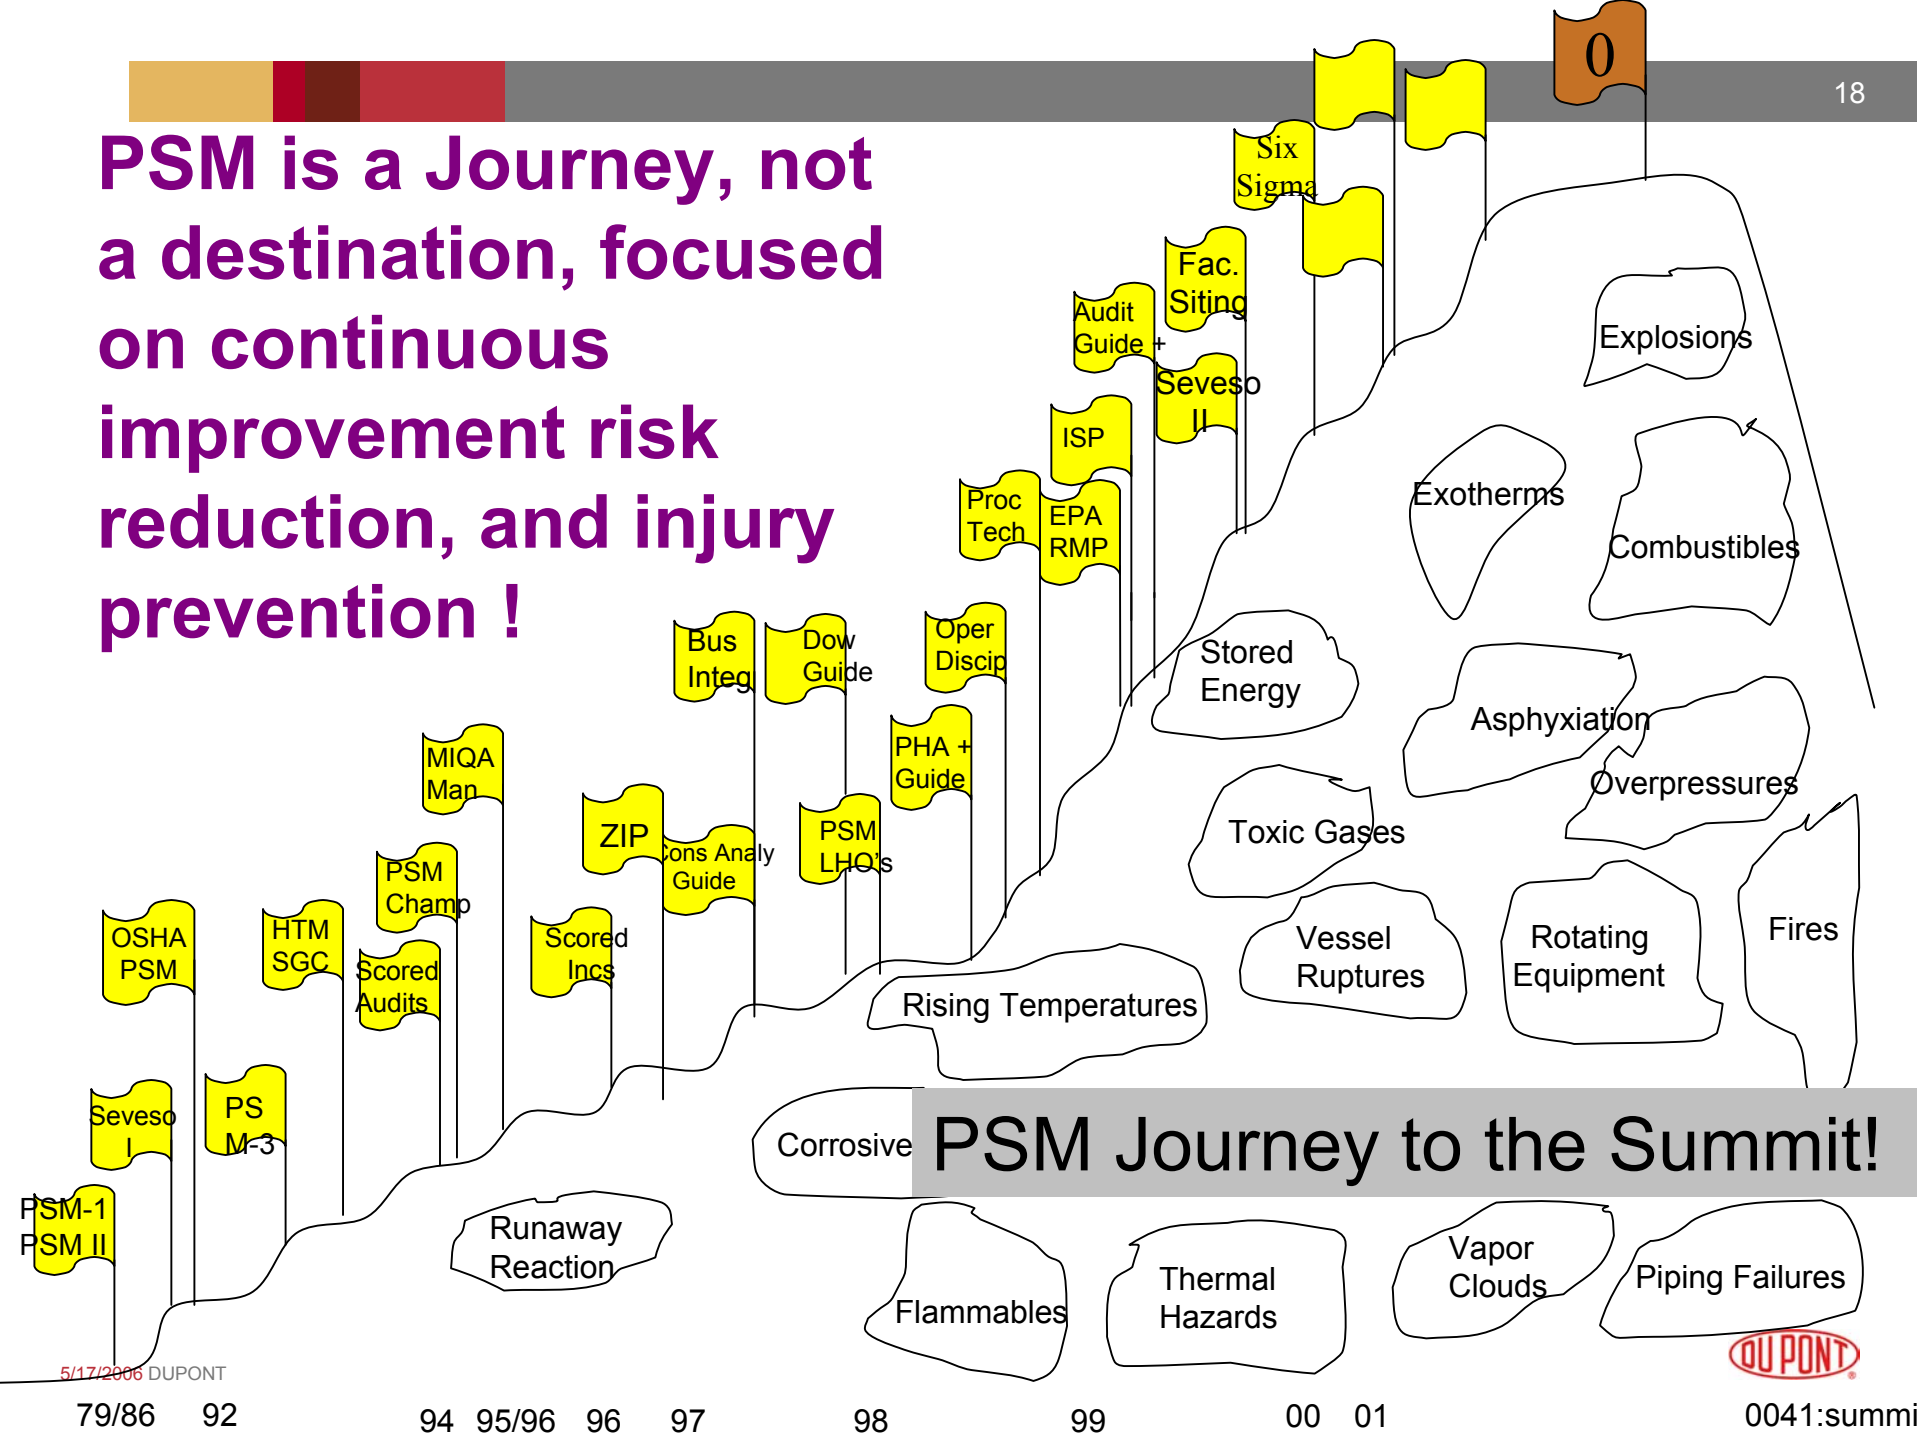 18
PSM is a Journey, not
a destination, focused
on continuous
improvement risk
reduction, and injury
prevention !
0
Six
Sigma
Fac.
Siting
Audit
Guide +
Seveso
II
ISP
Proc
Tech
EPA
RMP
Bus
Integ
Dow
Guide
Oper
Discip
PHA +
Guide
MIQA
Man
ZIP
Cons Analy
Guide
PSM
LHO's
PSM
Champ
OSHA
PSM
HTM
SGC
Scored
Audits
Scored
Incs
Seveso
I
PS
M-3
PSM-1
PSM II
Explosions
Exotherms
Combustibles
Stored
Energy
Asphyxiation
Overpressures
Toxic Gases
Vessel
Ruptures
Rotating
Equipment
Fires
Rising Temperatures
Corrosive
PSM Journey to the Summit!
Runaway
Reaction
Flammables
Thermal
Hazards
Vapor
Clouds
Piping Failures
DU PONT
5/17/2006 DUPONT
79/86 92 94 95/96 96 97 98 99 00 01 0041:summi